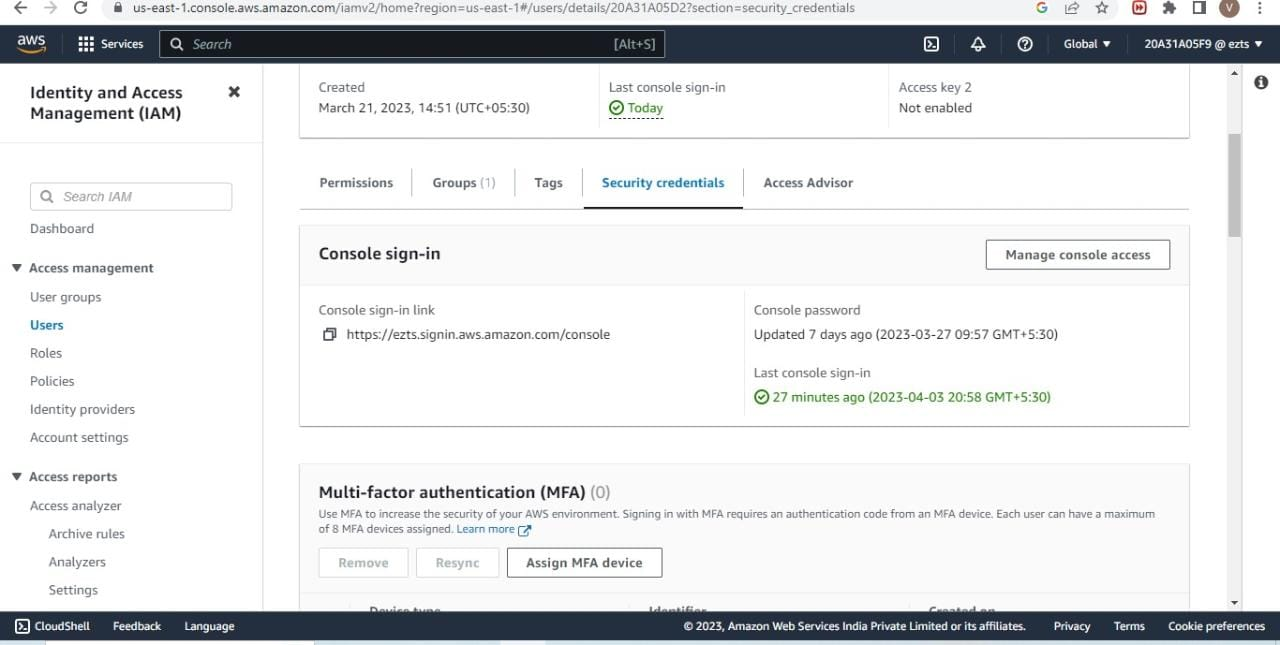 us-east-1.console.aws.amazon.com/iamv2/home?region=us-east-1#/users/details/20A31A05D2?section=security_credentials
G
V
aws
Services
Search
[Alt+S]
Global
20A31A05F9 @ ezts
Identity and Access
Management (IAM)
Search IAM
Dashboard
Access management
User groups
Users
Roles
Policies
Identity providers
Account settings
Access reports
Access analyzer
Archive rules
Analyzers
Settings
Created
March 21, 2023, 14:51 (UTC+05:30)
Last console sign-in
Today
Access key 2
Not enabled
Permissions
Groups (1)
Tags
Security credentials
Access Advisor
Console sign-in
Manage console access
Console sign-in link
https://ezts.signin.aws.amazon.com/console
Console password
Updated 7 days ago (2023-03-27 09:57 GMT+5:30)
Last console sign-in
27 minutes ago (2023-04-03 20:58 GMT+5:30)
Multi-factor authentication (MFA) (0)
Use MFA to increase the security of your AWS environment. Signing in with MFA requires an authentication code from an MFA device. Each user can have a maximum
of 8 MFA devices assigned. Learn more
Remove
Resync
Assign MFA device
Device type
Identifier
Created on
CloudShell
Feedback
Language
© 2023, Amazon Web Services India Private Limited or its affiliates.
Privacy
Terms
Cookie preferences